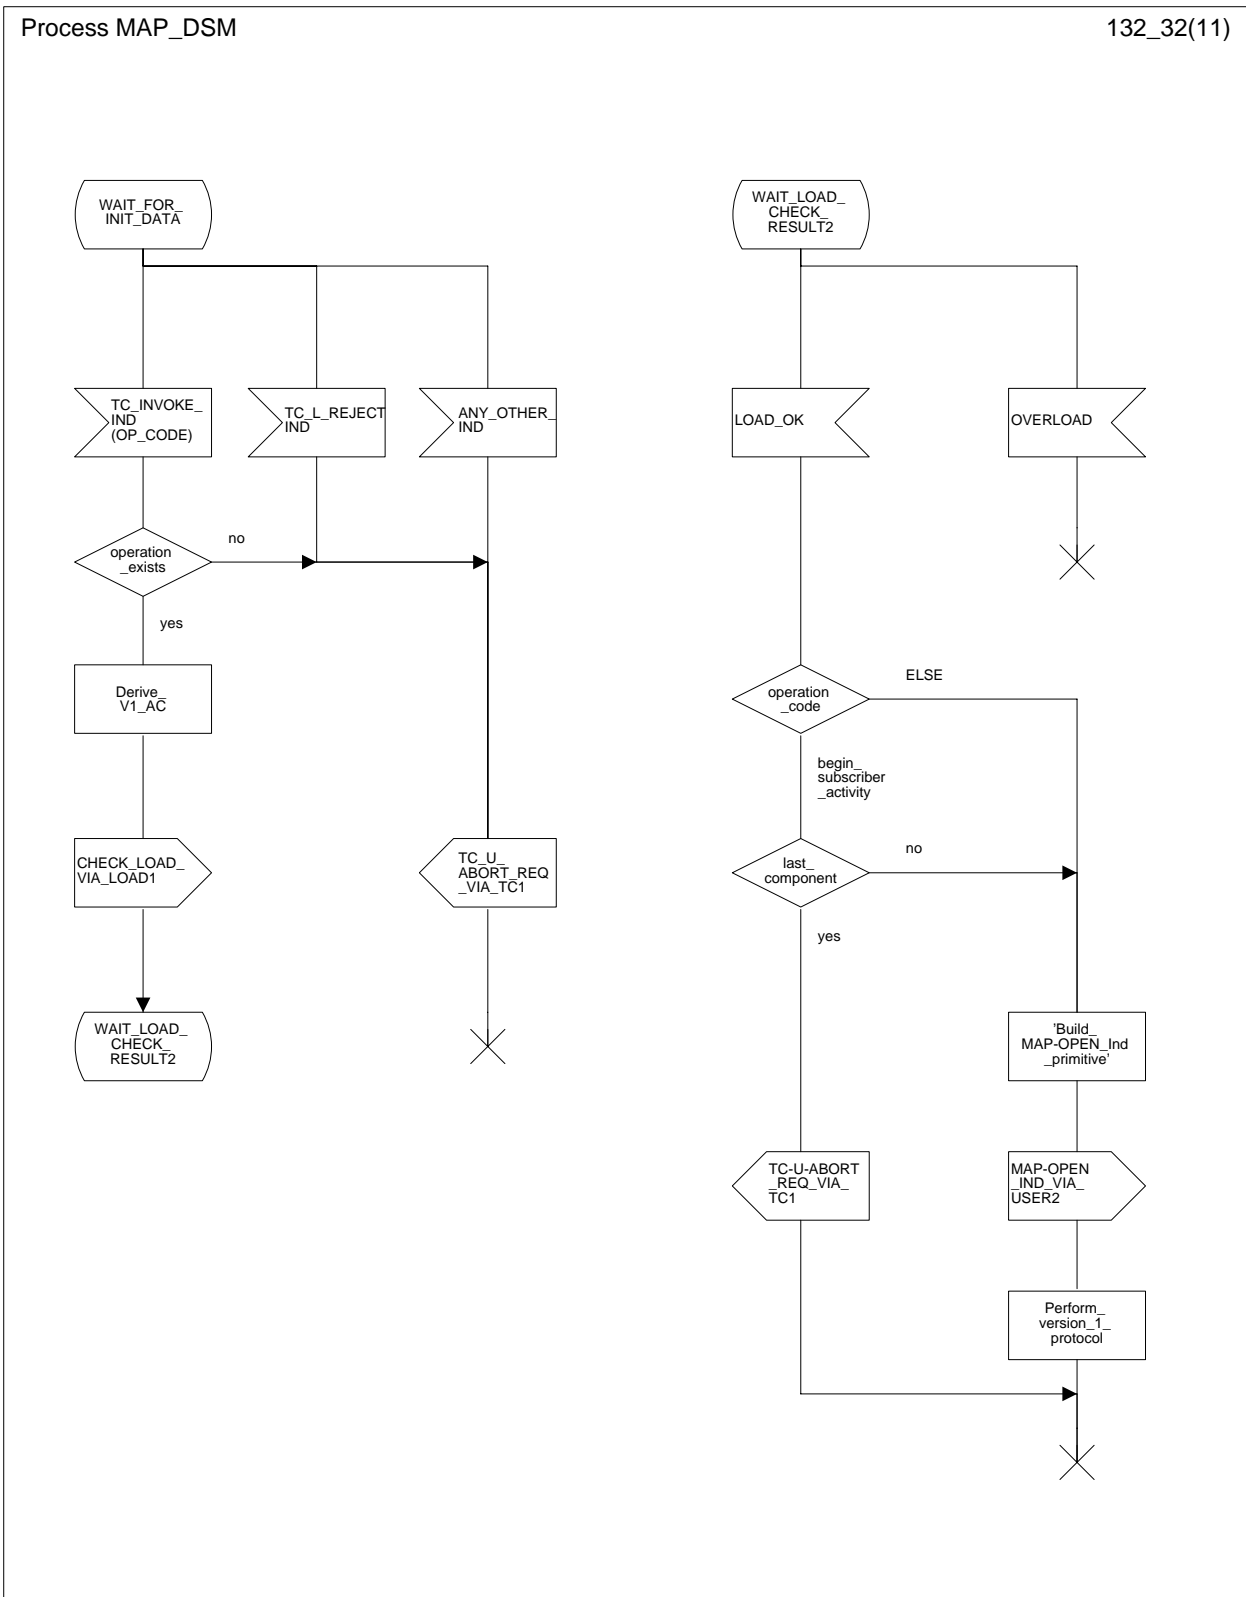 Process MAP_DSM
132_32(11)
WAIT_FOR_
INIT_DATA
WAIT_LOAD_
CHECK_
RESULT2
TC_INVOKE_
IND
(OP_CODE)
TC_L_REJECT
IND
ANY_OTHER_
IND
LOAD_OK
OVERLOAD
operation
_exists
no
yes
Derive_
V1_AC
operation
_code
ELSE
begin_
subscriber
_activity
CHECK_LOAD_
VIA_LOAD1
TC_U_
ABORT_REQ
_VIA_TC1
last_
component
no
yes
WAIT_LOAD_
CHECK_
RESULT2
'Build_
MAP-OPEN_Ind
_primitive'
TC-U-ABORT
_REQ_VIA_
TC1
MAP-OPEN
_IND_VIA_
USER2
Perform_
version_1_
protocol